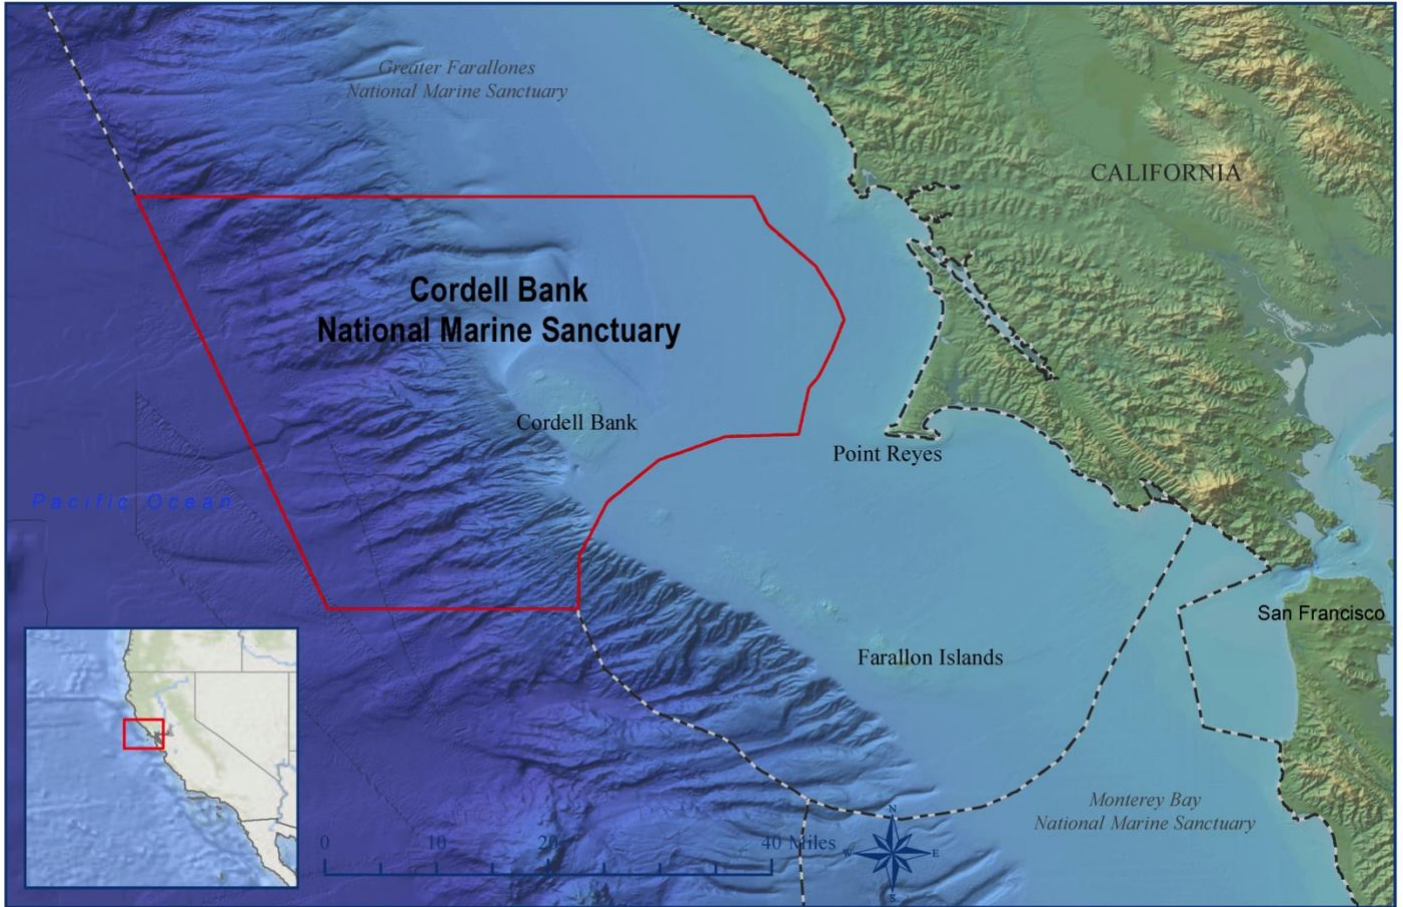 Greater Farallones
National Marine Sanctuary
CALIFORNIA
Cordell Bank
National Marine Sanctuary
Cordell Bank
Point Reyes
Pacific Ocean
San Francisco
Farallon Islands
Monterey Bay
National Marine Sanctuary
0 10 20 40 Miles
N
W E
S